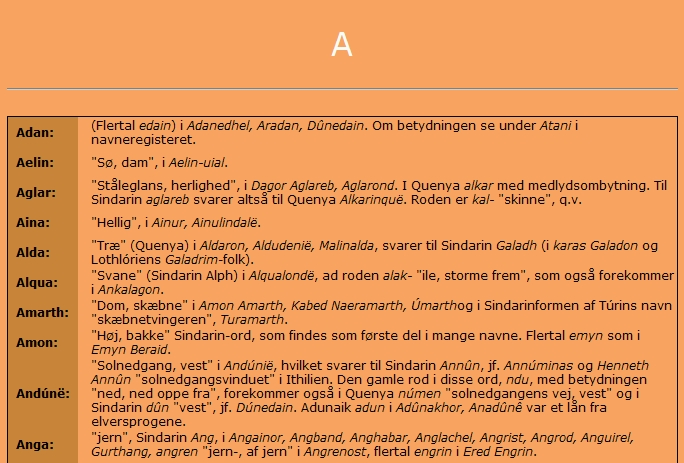 A
Adan: (Flertal edain) i Adanedhel, Aradan, Dûnedain. Om betydningen se under Atani i
navneregisteret.
Aelin: "Sø, dam", i Aelin-uial.
Aglar: "Ståleglans, herlighed", i Dagor Aglareb, Aglarond. I Quenya alkar med medlydsombytning. Til
Sindarin aglareb svarer altså til Quenya Alkarinquë. Roden er kal- "skinne", q.v.
Aina: "Hellig", i Ainur, Ainulindalë.
Alda: "Træ" (Quenya) i Aldaron, Aldudenië, Malinalda, svarer til Sindarin Galadh (i karas Galadon og
Lothlóriens Galadrim-folk).
Alqua: "Svane" (Sindarin Alph) i Alqualondë, ad roden alak- "ile, storme frem", som også forekommer
i Ankalagon.
Amarth: "Dom, skæbne" i Amon Amarth, Kabed Naeramarth, Úmarthog i Sindarinformen af Túrins navn
"skæbnetvingeren", Turamarth.
Amon: "Høj, bakke" Sindarin-ord, som findes som første del i mange navne. Flertal emyn som i
Emyn Beraid.
Andúnë: "Solnedgang, vest" i Andúnië, hvilket svarer til Sindarin Annûn, jf. Annúminas og Henneth
Annûn "solnedgangsvinduet" i Ithilien. Den gamle rod i disse ord, ndu, med betydningen
"ned, ned oppe fra", forekommer også i Quenya númen "solnedgangens vej, vest" og i
Sindarin dûn "vest", jf. Dúnedain. Adunaik adun i Adûnakhor, Anadûnê var et lån fra
elversprogene.
Anga: "jern", Sindarin Ang, i Angainor, Angband, Anghabar, Anglachel, Angrist, Angrod, Anguirel,
Gurthang, angren "jern-, af jern" i Angrenost, flertal engrin i Ered Engrin.